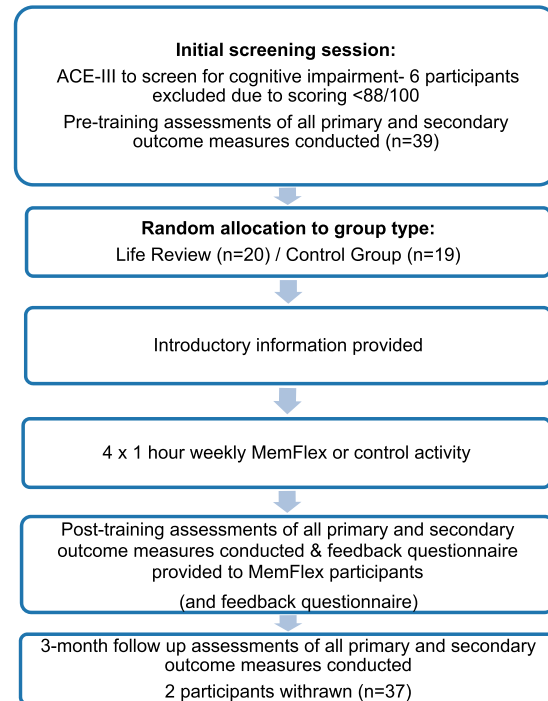 Initial screening session:
ACE-III to screen for cognitive impairment- 6 participants
excluded due to scoring <88/100
Pre-training assessments of all primary and secondary
outcome measures conducted (n=39)
Random allocation to group type:
Life Review (n=20) / Control Group (n=19)
Introductory information provided
4 x 1 hour weekly MemFlex or control activity
Post-training assessments of all primary and secondary
outcome measures conducted & feedback questionnaire
provided to MemFlex participants
(and feedback questionnaire)
3-month follow up assessments of all primary and secondary
outcome measures conducted
2 participants withrawn (n=37)